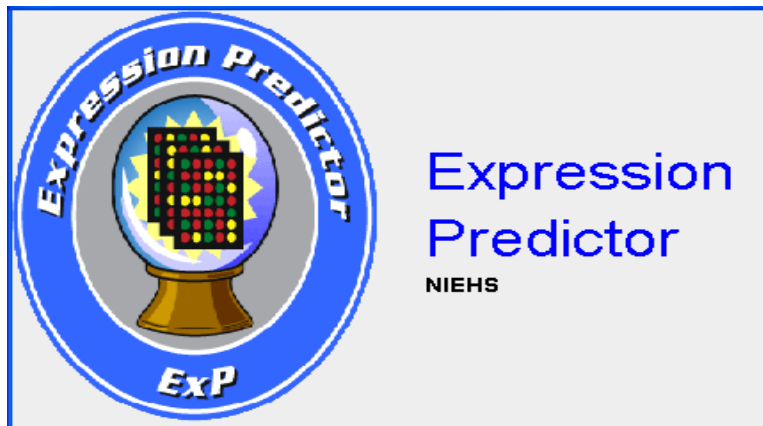 Expression Predictor
ExP
Expression
Predictor
NIEHS